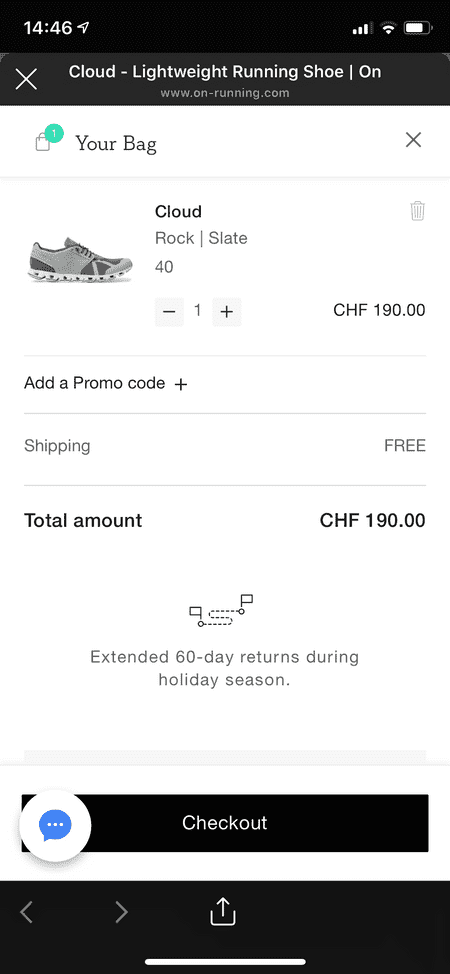 14:46
Cloud - Lightweight Running Shoe | On
www.on-running.com
1
Your Bag
Cloud
Rock | Slate
40
1
CHF 190.00
Add a Promo code +
Shipping
FREE
Total amount
CHF 190.00
Extended 60-day returns during
holiday season.
Checkout